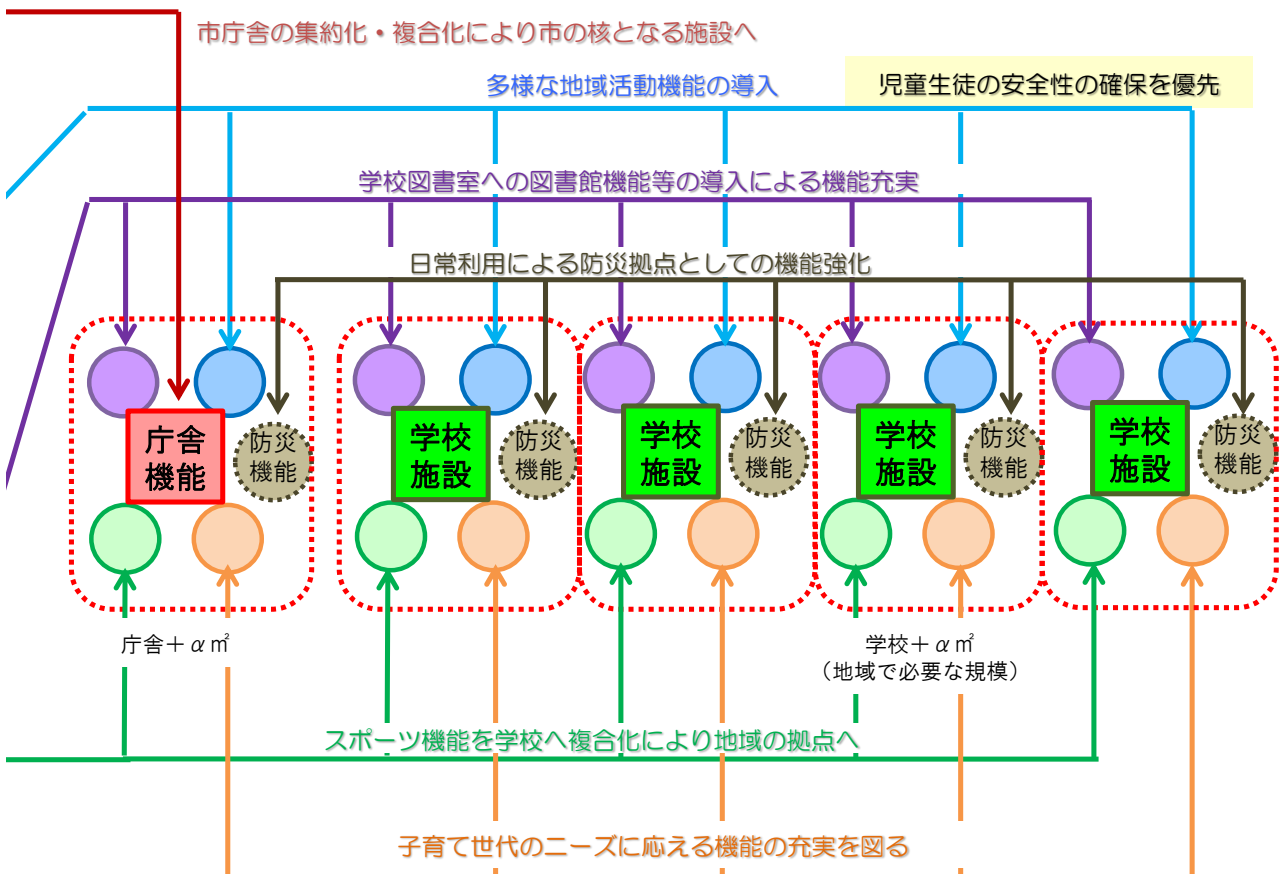 市庁舎の集約化・複合化により市の核となる施設へ
多様な地域活動機能の導入
児童生徒の安全性の確保を優先
学校図書室への図書館機能等の導入による機能充実
日常利用による防災拠点としての機能強化
庁舎
機能
防災
機能
学校
施設
防災
機能
学校
施設
防災
機能
学校
施設
防災
機能
学校
施設
防災
機能
庁舎＋α㎡
学校＋α㎡
（地域で必要な規模）
スポーツ機能を学校へ複合化により地域の拠点へ
子育て世代のニーズに応える機能の充実を図る